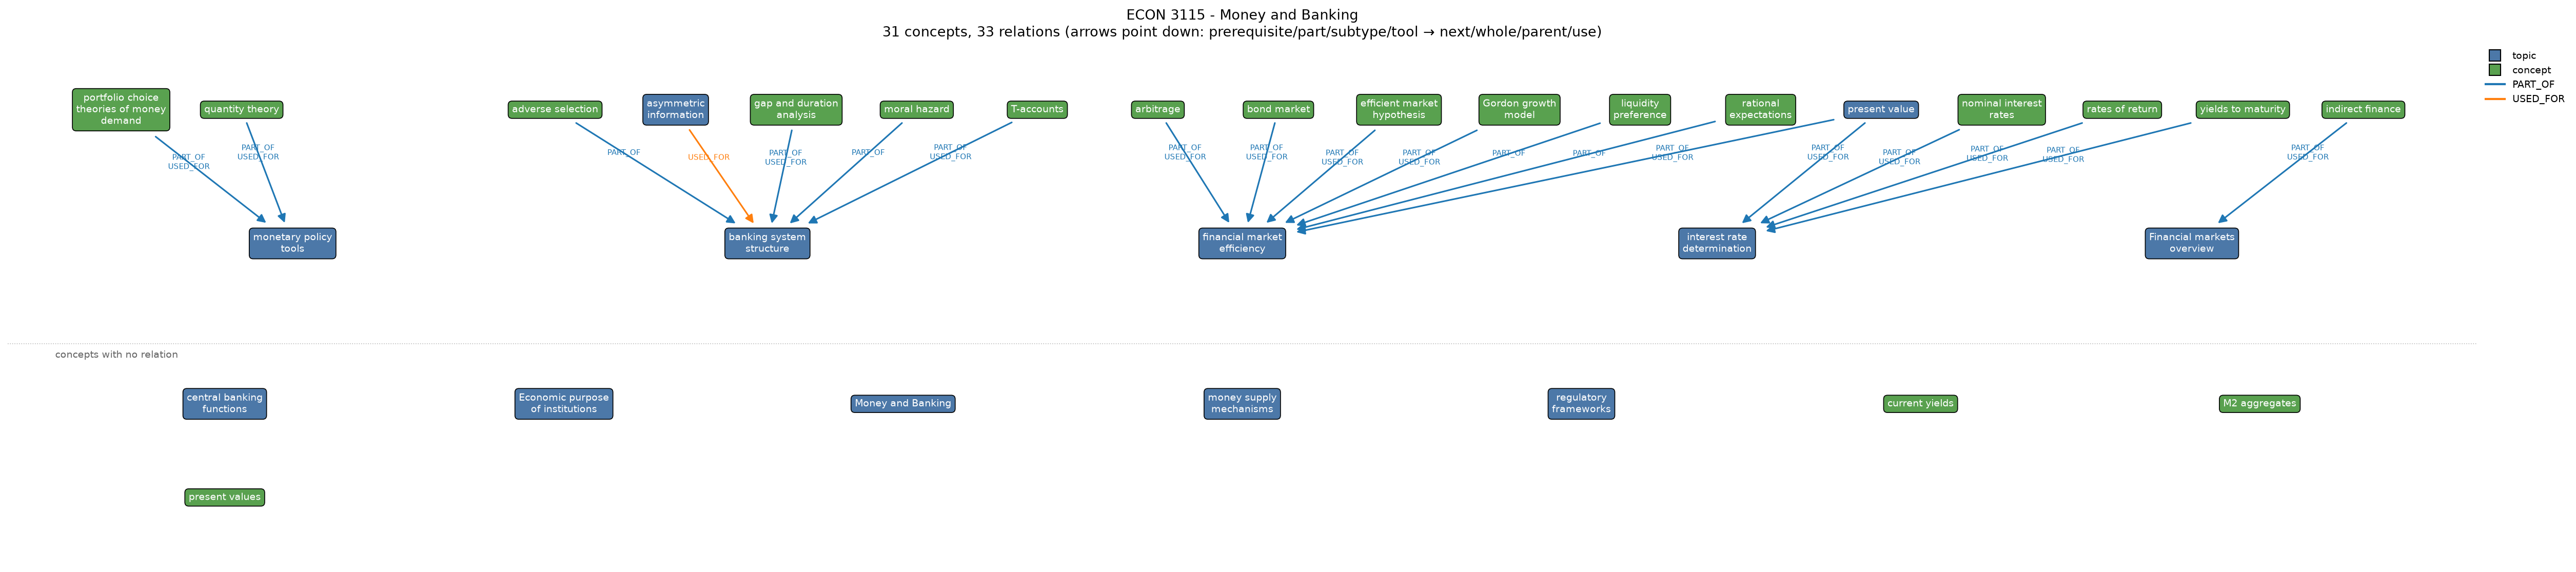 ECON 3115 - Money and Banking
31 concepts, 33 relations (arrows point down: prerequisite/part/subtype/tool → next/whole/parent/use)
topic
concept
PART_OF
USED_FOR
portfolio choice
theories of money
demand
quantity theory
adverse selection
asymmetric
information
gap and duration
analysis
moral hazard
T-accounts
arbitrage
bond market
efficient market
hypothesis
Gordon growth
model
liquidity
preference
rational
expectations
present value
nominal interest
rates
rates of return
yields to maturity
indirect finance
PART_OF
USED_FOR
PART_OF
USED_FOR
PART_OF
USED_FOR
PART_OF
USED_FOR
PART_OF
PART_OF
USED_FOR
PART_OF
USED_FOR
PART_OF
USED_FOR
PART_OF
USED_FOR
PART_OF
USED_FOR
PART_OF
PART_OF
PART_OF
USED_FOR
PART_OF
USED_FOR
PART_OF
USED_FOR
PART_OF
USED_FOR
PART_OF
USED_FOR
PART_OF
USED_FOR
monetary policy
tools
banking system
structure
financial market
efficiency
interest rate
determination
Financial markets
overview
concepts with no relation
central banking
functions
Economic purpose
of institutions
Money and Banking
money supply
mechanisms
regulatory
frameworks
current yields
M2 aggregates
present values